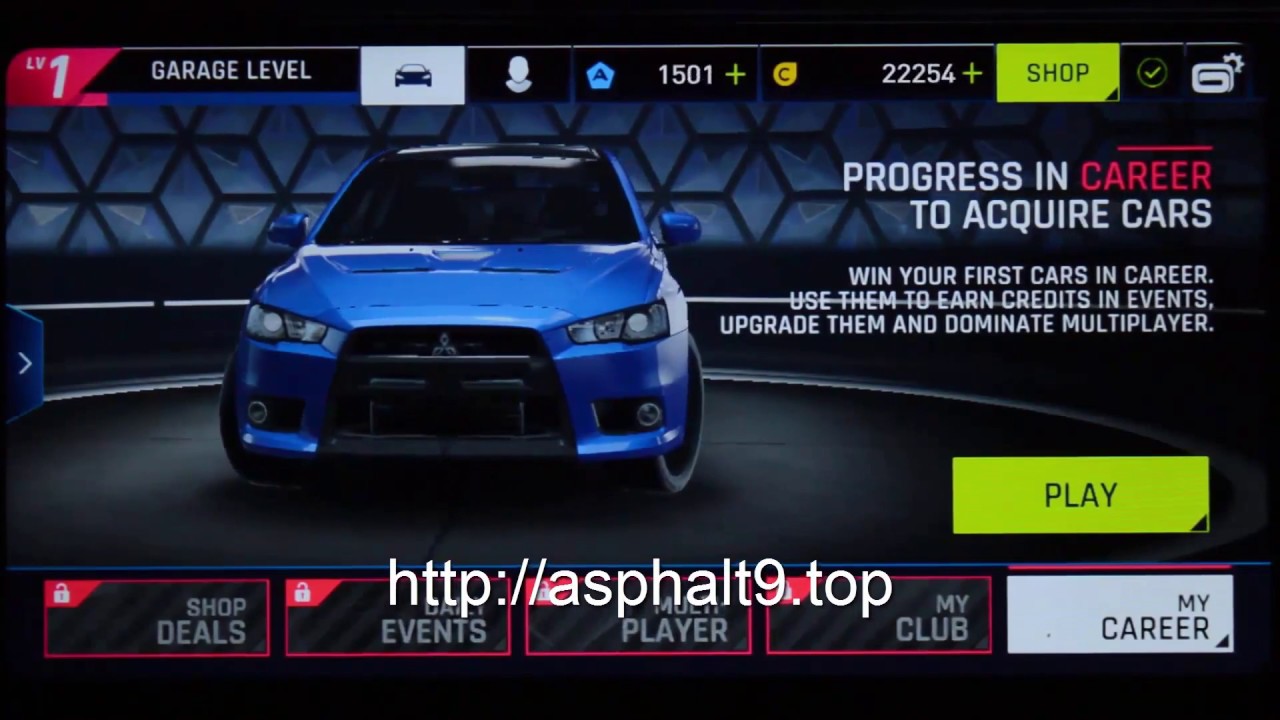 LV 1
GARAGE LEVEL
1501 +
22254 +
SHOP
PROGRESS IN CAREER
TO ACQUIRE CARS
WIN YOUR FIRST CARS IN CAREER.
USE THEM TO EARN CREDITS IN EVENTS,
UPGRADE THEM AND DOMINATE MULTIPLAYER.
PLAY
http://asphalt9.top
SHOP
DEALS
DAILY
EVENTS
MULTI
PLAYER
MY
CLUB
MY
CAREER